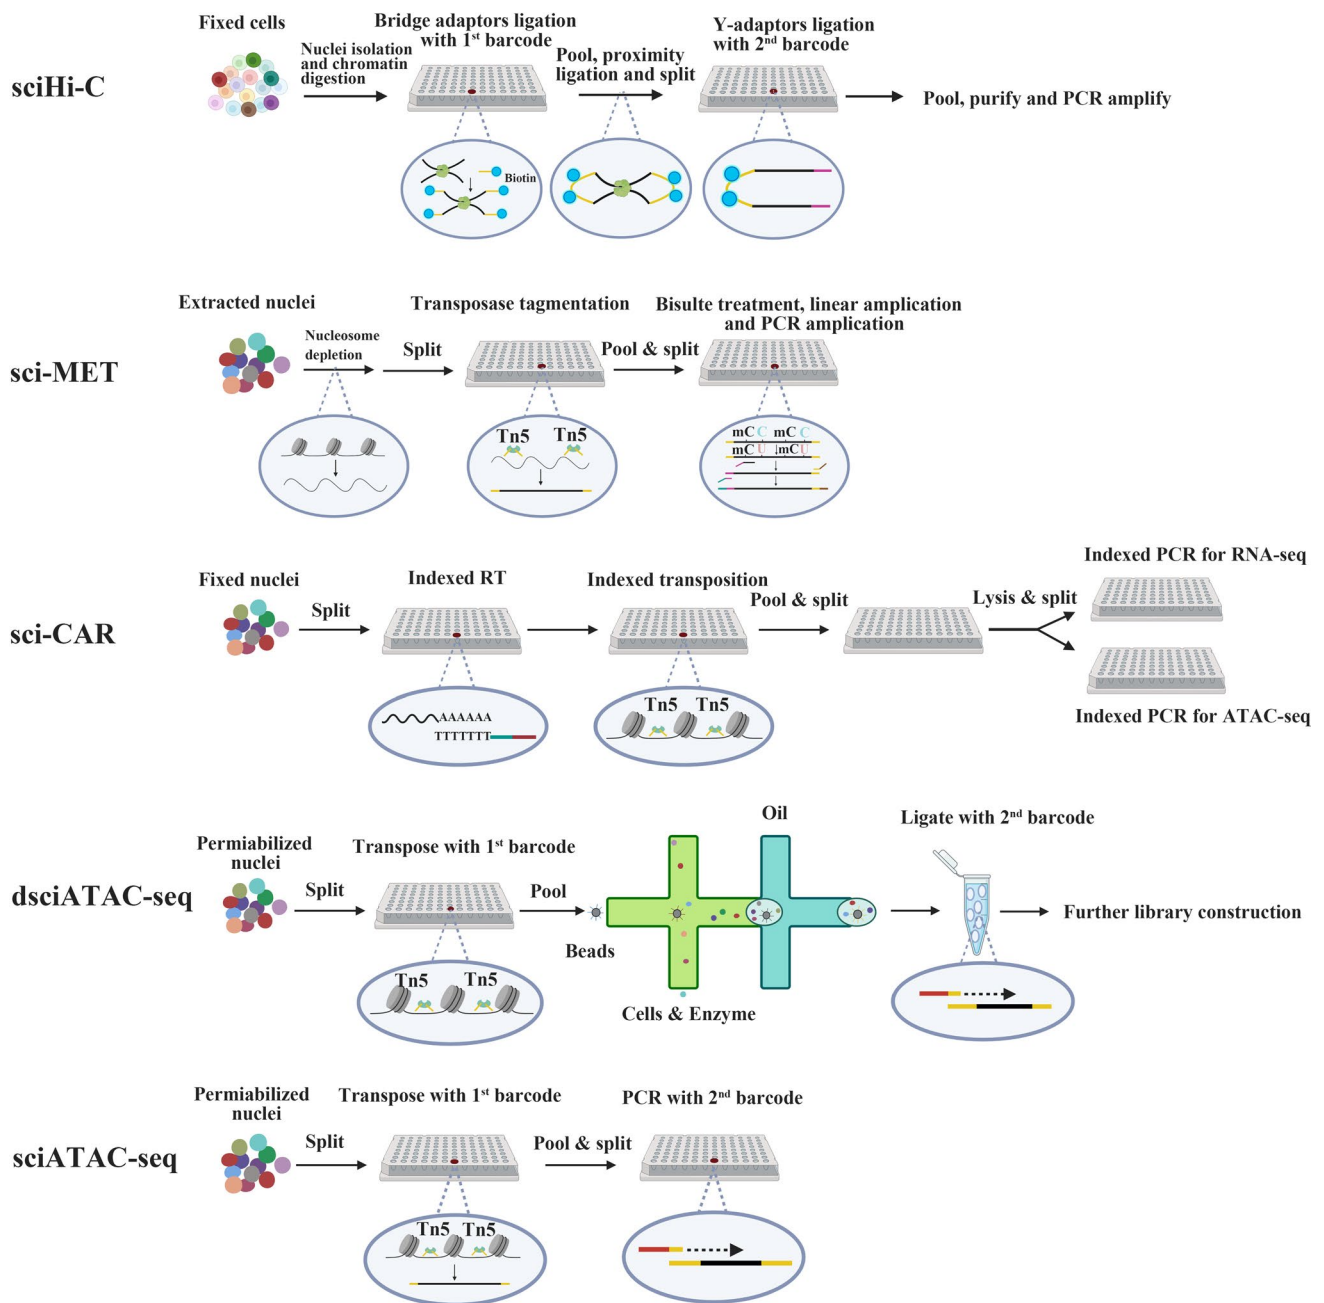 sciHi-C
Fixed cells
Nuclei isolation
and chromatin
digestion
Bridge adaptors ligation
with 1st barcode
Pool, proximity
ligation and split
Y-adaptors ligation
with 2nd barcode
Pool, purify and PCR amplify
Biotin
sci-MET
Extracted nuclei
Nucleosome
depletion
Split
Transposase tagmentation
Pool & split
Bisulte treatment, linear amplication
and PCR amplication
Tn5 Tn5
mC C mC C
mC U mC U
sci-CAR
Fixed nuclei
Split
Indexed RT
Indexed transposition
Pool & split
Lysis & split
Indexed PCR for RNA-seq
Indexed PCR for ATAC-seq
AAAAAA
TTTTTTT
Tn5 Tn5
dsciATAC-seq
Permiabilized
nuclei
Split
Transpose with 1st barcode
Pool
Beads
Oil
Cells & Enzyme
Ligate with 2nd barcode
Further library construction
Tn5 Tn5
sciATAC-seq
Permiabilized
nuclei
Split
Transpose with 1st barcode
Pool & split
PCR with 2nd barcode
Tn5 Tn5